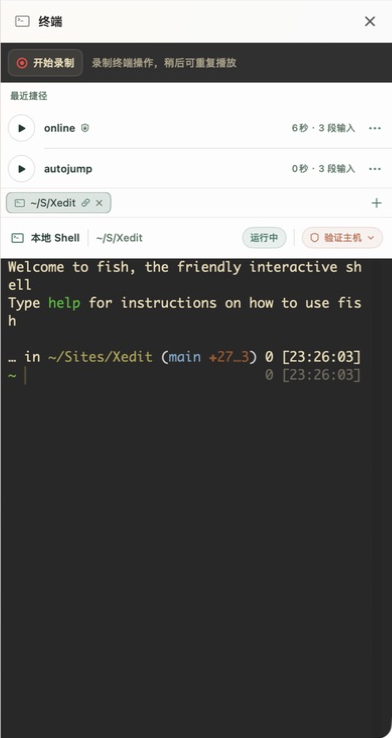 终端
开始录制 录制终端操作，稍后可重复播放
最近捷径
online 6秒 · 3 段输入
autojump 0秒 · 3 段输入
~/S/Xedit
本地 Shell ~/S/Xedit 运行中 验证主机
Welcome to fish, the friendly interactive sh
ell
Type help for instructions on how to use fis
h
… in ~/Sites/Xedit (main +27…3) 0 [23:26:03]
~ 0 [23:26:03]